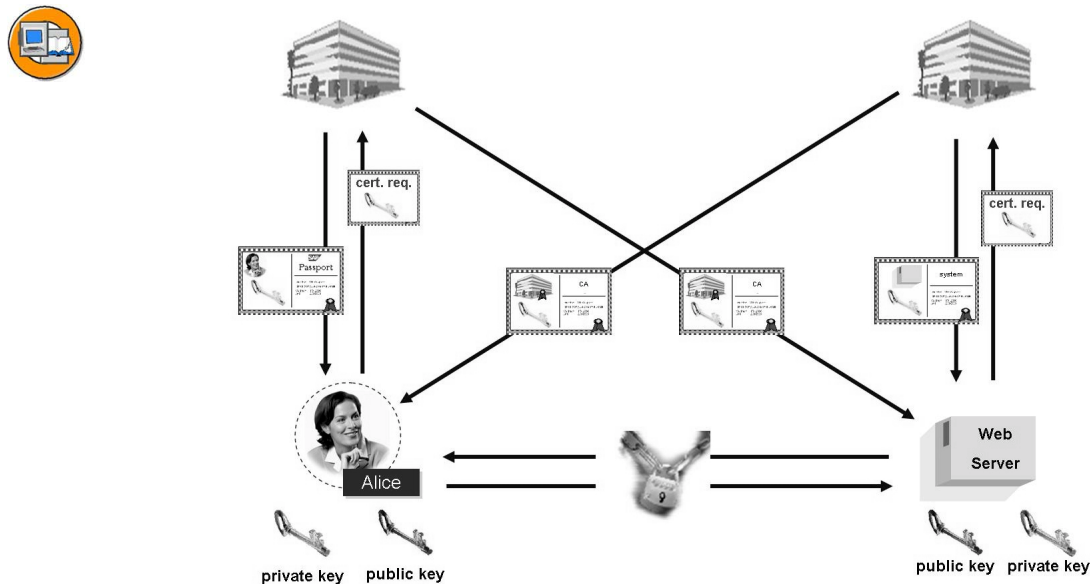 cert. req.
cert. req.
SAP
Passport
CA
CA
system
Web
Server
Alice
private key
public key
public key
private key